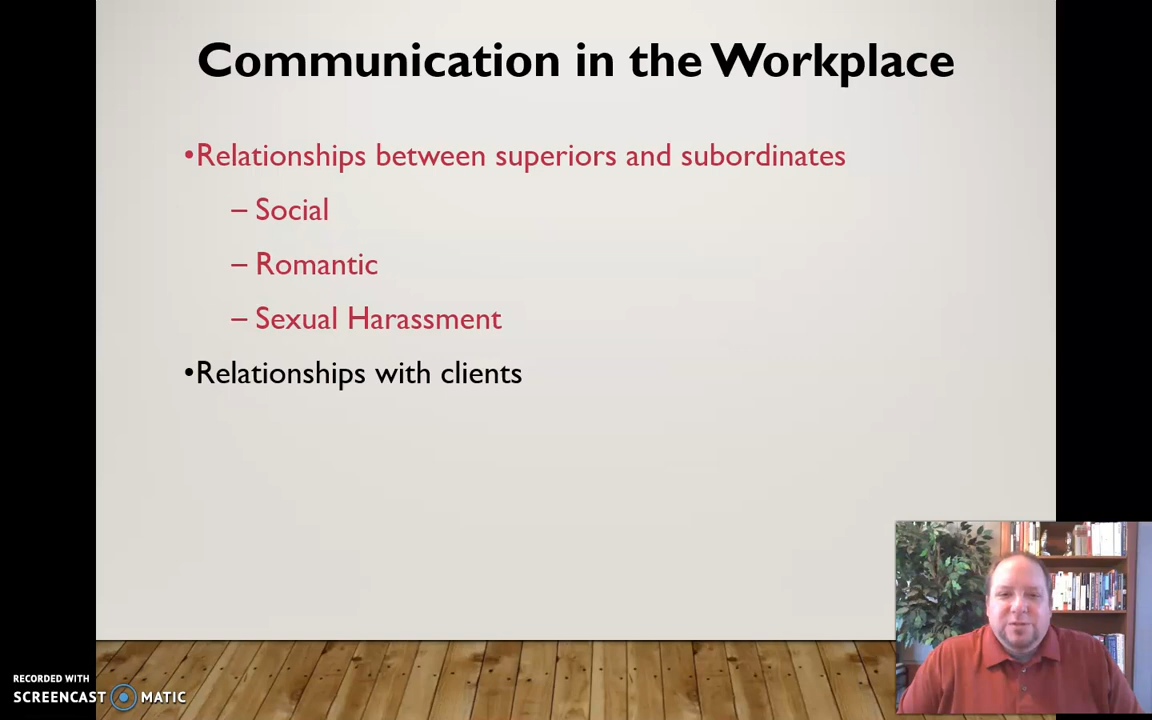 Communication in the Workplace
•Relationships between superiors and subordinates
– Social
– Romantic
– Sexual Harassment
•Relationships with clients
RECORDED WITH
SCREENCAST MATIC